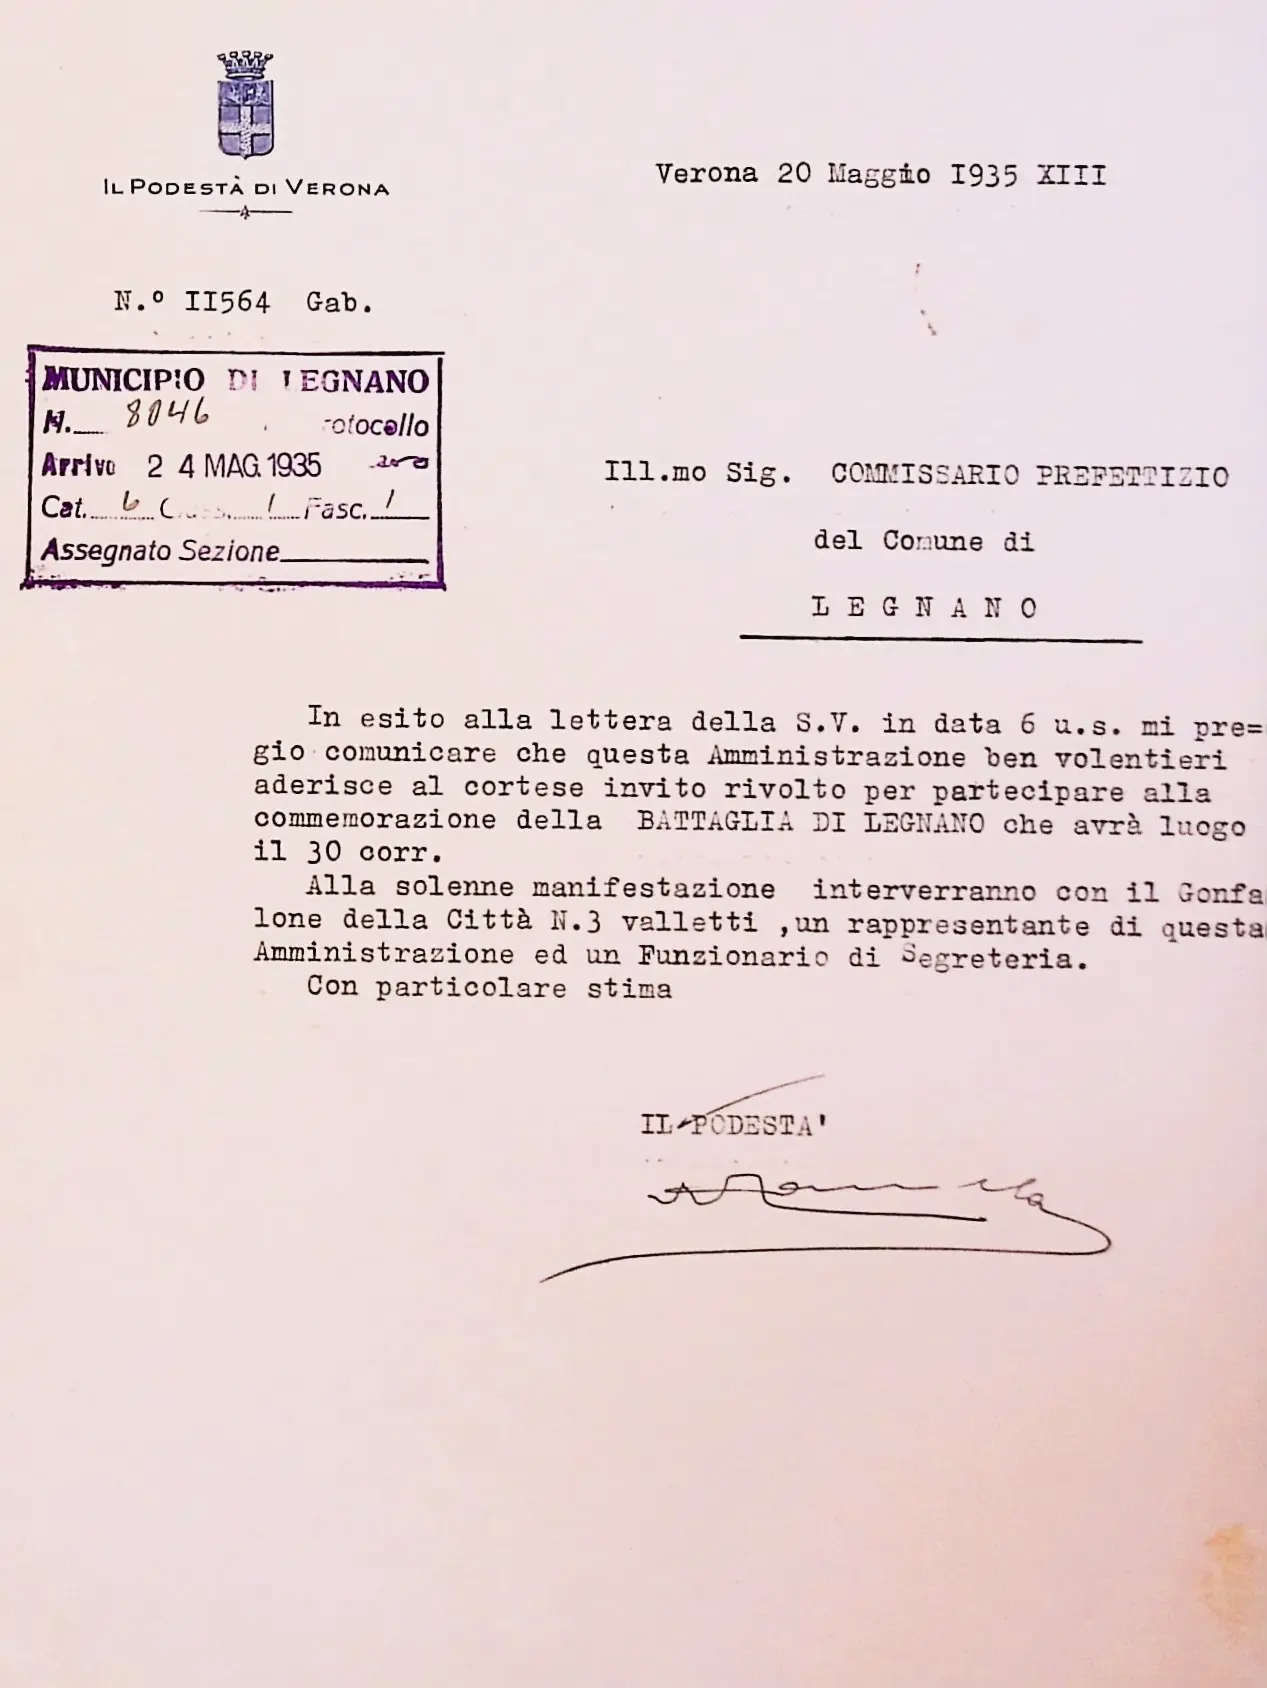 IL PODESTÀ DI VERONA
Verona 20 Maggio I935 XIII
N.º II564 Gab.
MUNICIPIO DI LEGNANO
N. 8046 rotocollo
Arrivo 24 MAG. 1935
Cat. 6 C 1 Fasc. 1
Assegnato Sezione
Ill.mo Sig. COMMISSARIO PREFETTIZIO
del Comune di
L E G N A N O
In esito alla lettera della S.V. in data 6 u.s. mi pre=
gio comunicare che questa Amministrazione ben volentieri
aderisce al cortese invito rivolto per partecipare alla
commemorazione della BATTAGLIA DI LEGNANO che avrà luogo
il 30 corr.
Alla solenne manifestazione interverranno con il Gonfa
lone della Città N.3 valletti ,un rappresentante di questa
Amministrazione ed un Funzionario di Segreteria.
Con particolare stima
IL PODESTA'